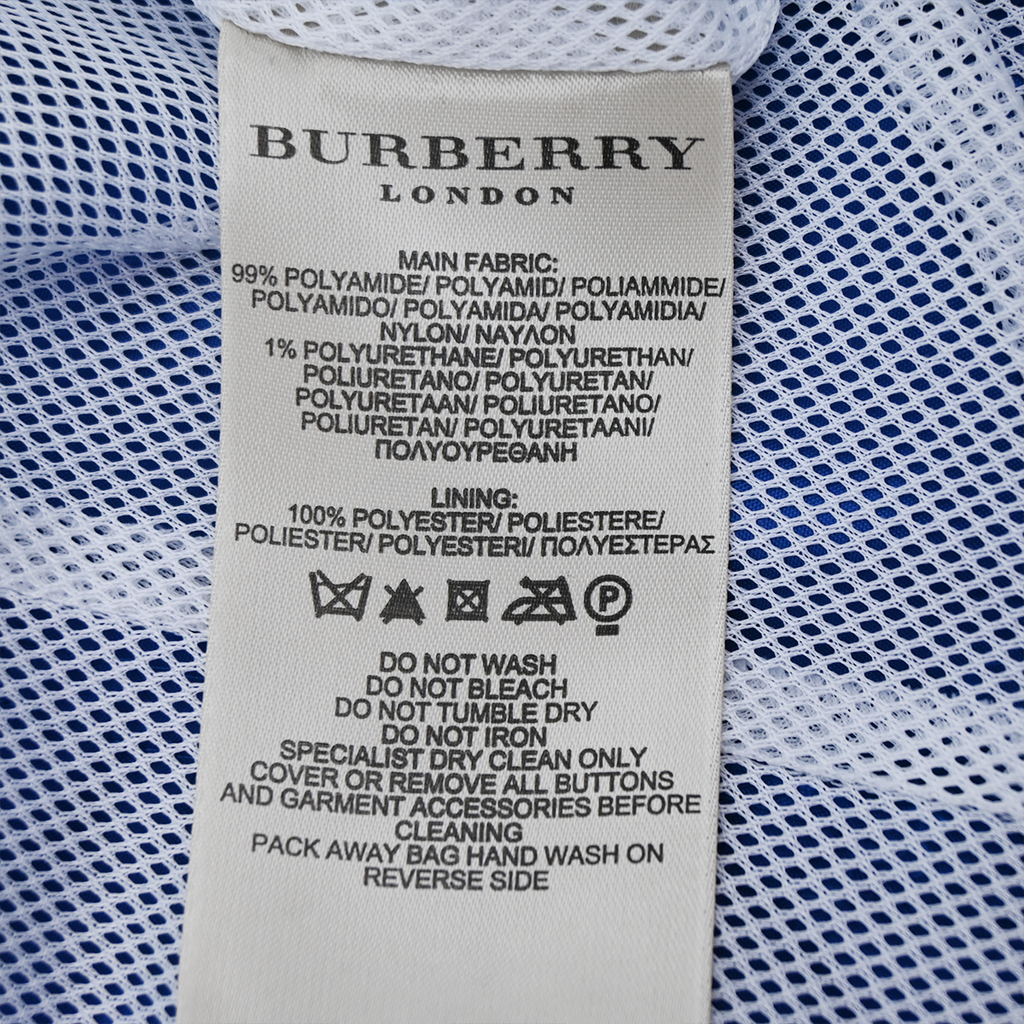 BURBERRY
LONDON
MAIN FABRIC:
99% POLYAMIDE/ POLYAMID/ POLIAMMIDE/
POLYAMIDO/ POLYAMIDA/ POLYAMIDIA/
NYLON/ ΝΑΥΛΟΝ
1% POLYURETHANE/ POLYURETHAN/
POLIURETANO/ POLYURETAN/
POLYURETAAN/ POLIURETANO/
POLIURETAN/ POLYURETAANI/
ΠΟΛΥΟΥΡΕΘΑΝΗ
LINING:
100% POLYESTER/ POLIESTERE/
POLIESTER/ POLYESTERI/ ΠΟΛΥΕΣΤΕΡΑΣ
P
DO NOT WASH
DO NOT BLEACH
DO NOT TUMBLE DRY
DO NOT IRON
SPECIALIST DRY CLEAN ONLY
COVER OR REMOVE ALL BUTTONS
AND GARMENT ACCESSORIES BEFORE
CLEANING
PACK AWAY BAG HAND WASH ON
REVERSE SIDE